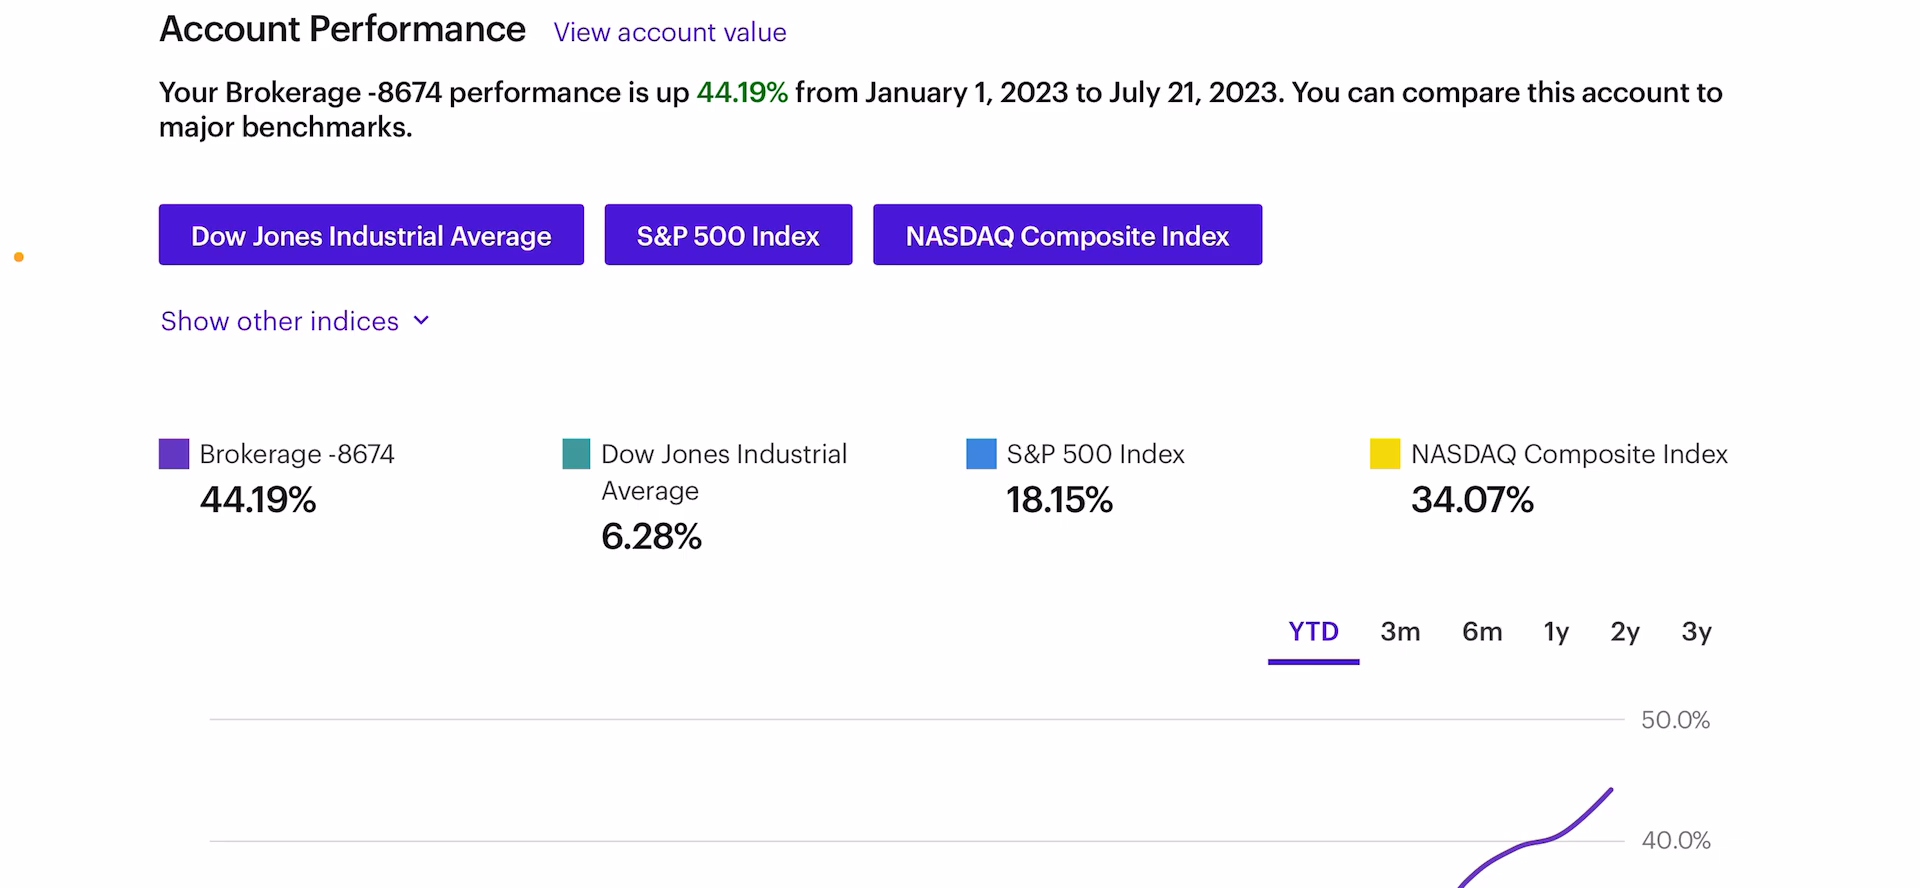 Account Performance View account value
Your Brokerage -8674 performance is up 44.19% from January 1, 2023 to July 21, 2023. You can compare this account to
major benchmarks.
Dow Jones Industrial Average S&P 500 Index NASDAQ Composite Index
Show other indices
Brokerage -8674
44.19%
Dow Jones Industrial
Average
6.28%
S&P 500 Index
18.15%
NASDAQ Composite Index
34.07%
YTD 3m 6m 1y 2y 3y
50.0%
40.0%